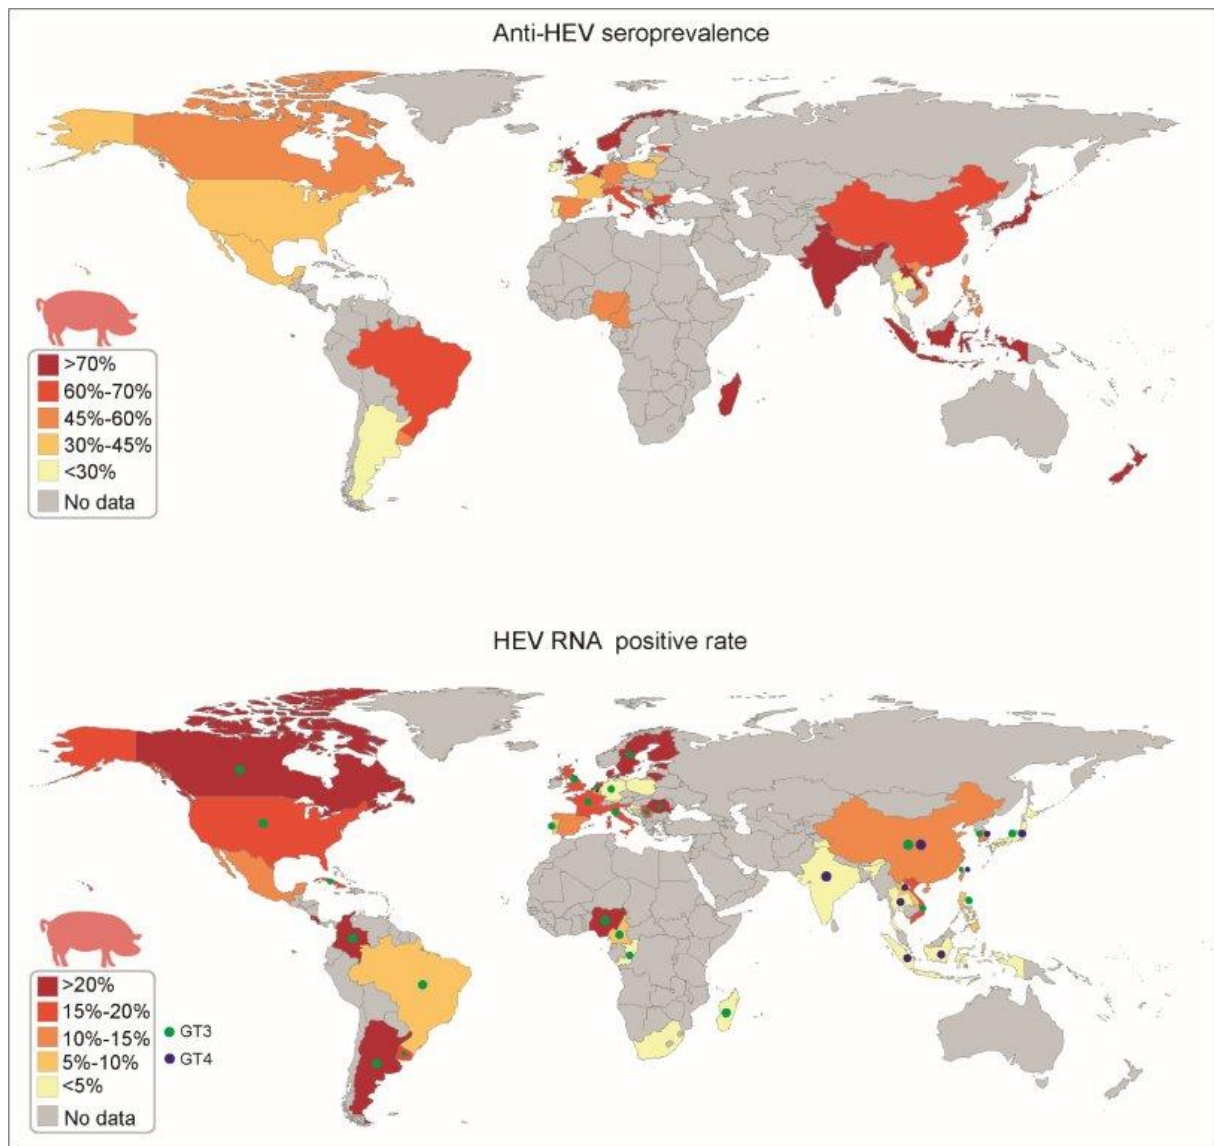 Anti-HEV seroprevalence
>70%
60%-70%
45%-60%
30%-45%
<30%
No data
HEV RNA positive rate
>20%
15%-20%
10%-15%
5%-10%
<5%
No data
GT3
GT4